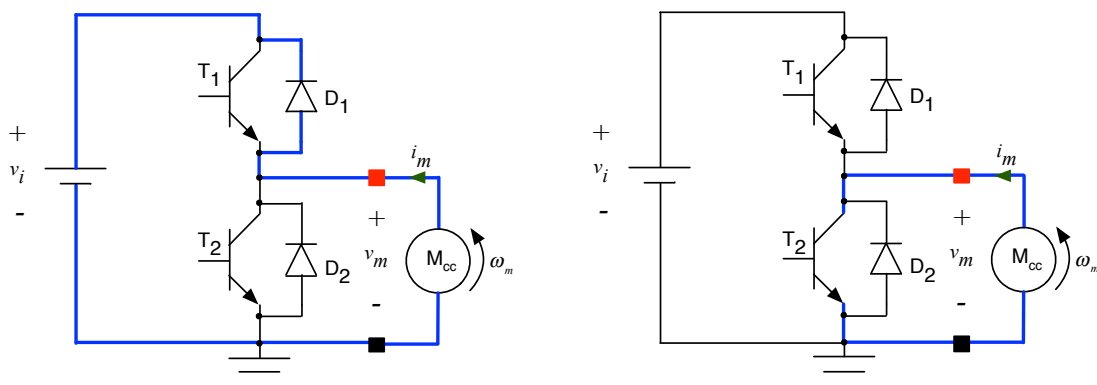 T1
D1
+
vi
-
im
+
T2
vm
D2
Mcc
ωm
-
T1
D1
+
vi
-
im
+
T2
vm
D2
Mcc
ωm
-